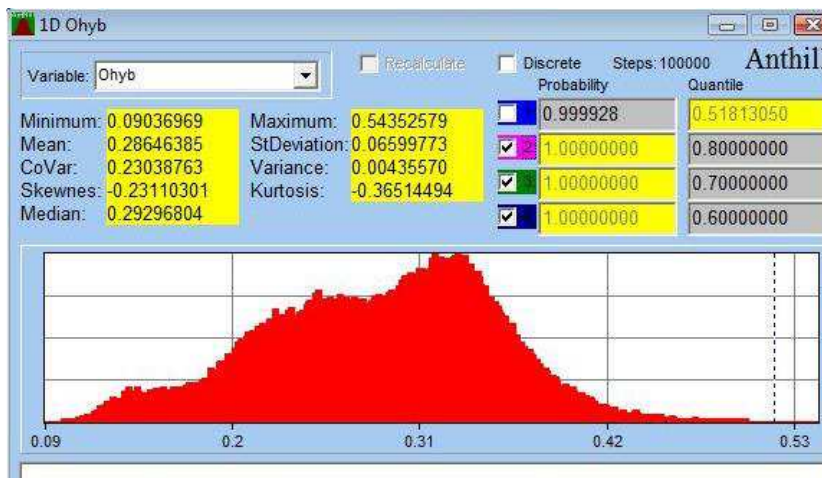 1D Ohyb
Variable: Ohyb
Recalculate
Discrete Steps: 100000 Anthill
Probability Quantile
Minimum: 0.09036969 Maximum: 0.54352579
Mean: 0.28646385 StDeviation: 0.06599773
CoVar: 0.23038763 Variance: 0.00435570
Skewnes: -0.23110301 Kurtosis: -0.36514494
Median: 0.29296804
0.999928 0.51813050
2 1.00000000 0.80000000
3 1.00000000 0.70000000
1.00000000 0.60000000
0.09 0.2 0.31 0.42 0.53